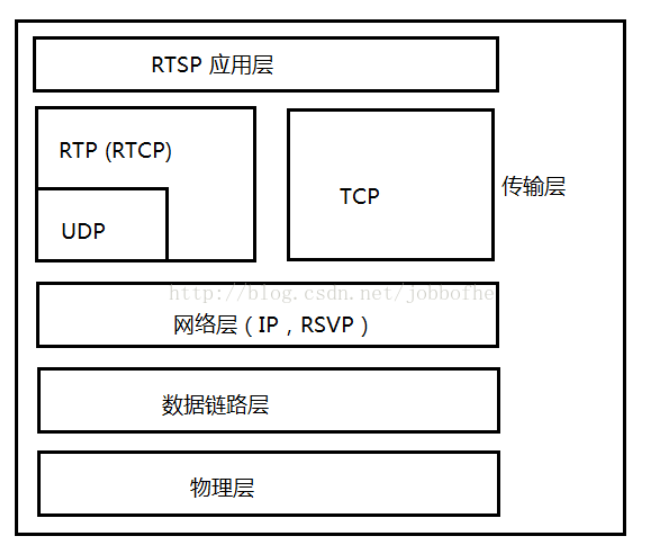 RTSP 应用层
RTP (RTCP)
UDP
TCP
传输层
http://blog.csdn.net/jobbofhe
网络层 ( IP , RSVP )
数据链路层
物理层